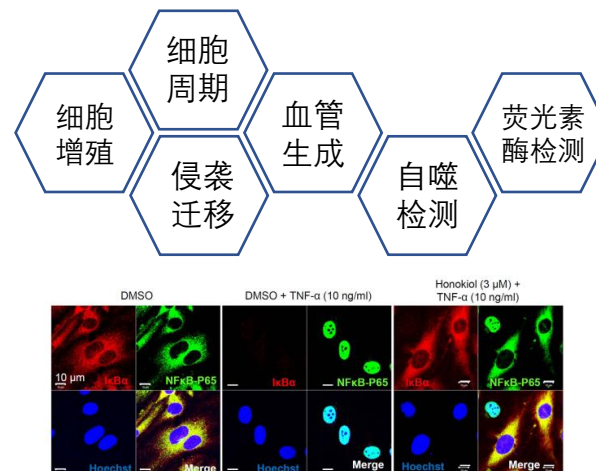 细胞
周期
细胞
增殖
血管
生成
荧光素
酶检测
侵袭
迁移
自噬
检测
DMSO
DMSO + TNF-α (10 ng/ml)
Honokiol (3 μM) +
TNF-α (10 ng/ml)
10 μm
IκBα
NFκB-P65
IκBα
NFκB-P65
IκBα
NFκB-P65
Hoechst
Merge
Hoechst
Merge
Hoechst
Merge